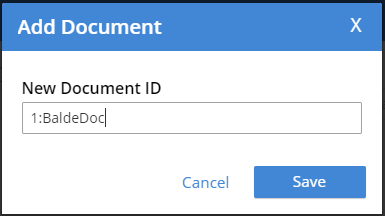 Add Document X
New Document ID
1:BaldeDoc
Cancel Save